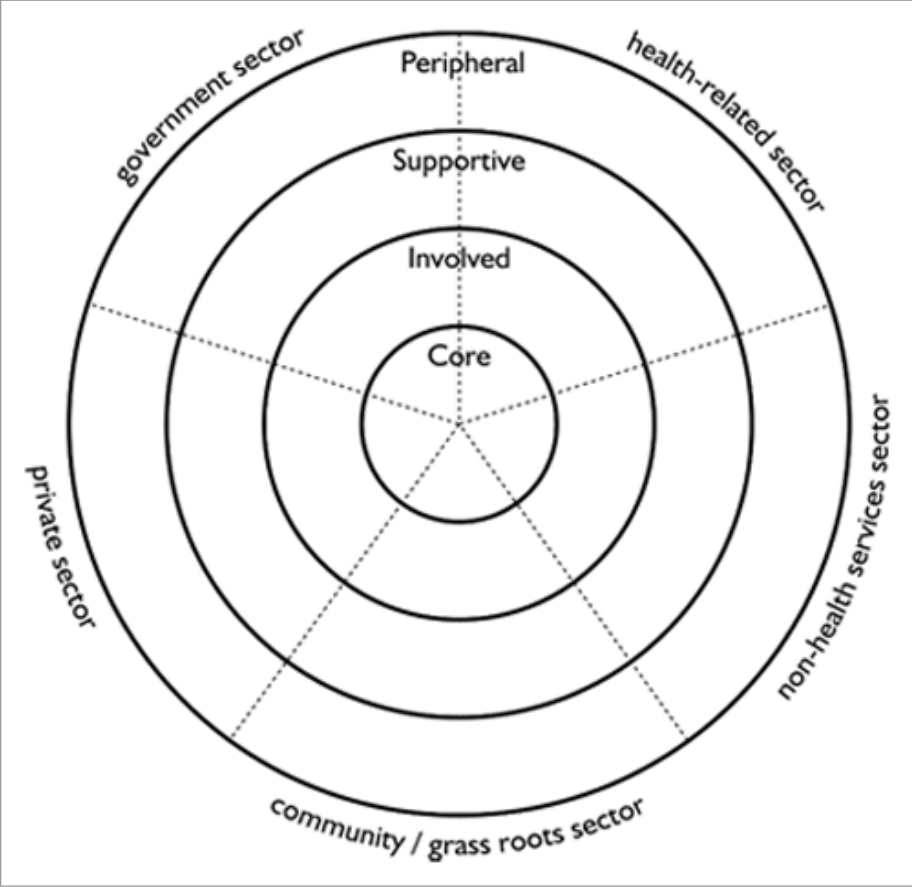 government sector
health-related sector
Peripheral
Supportive
Involved
Core
private sector
non-health services sector
community / grass roots sector